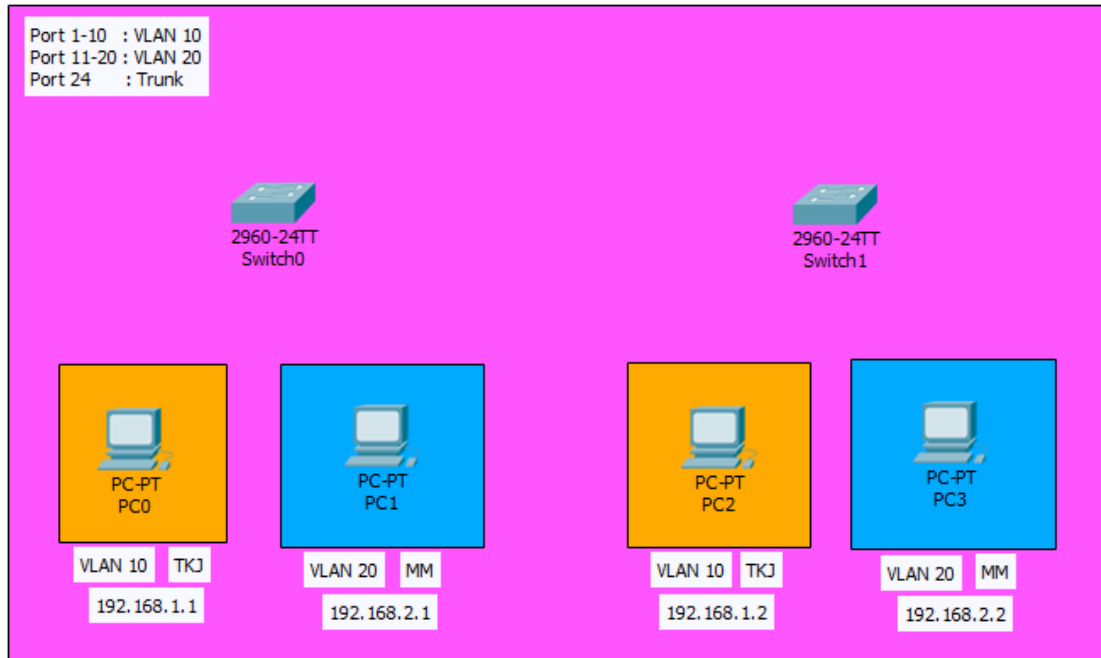 Port 1-10 : VLAN 10
Port 11-20 : VLAN 20
Port 24 : Trunk
2960-24TT
Switch0
2960-24TT
Switch1
PC-PT
PC0
PC-PT
PC1
PC-PT
PC2
PC-PT
PC3
VLAN 10 TKJ
192.168.1.1
VLAN 20 MM
192.168.2.1
VLAN 10 TKJ
192.168.1.2
VLAN 20 MM
192.168.2.2